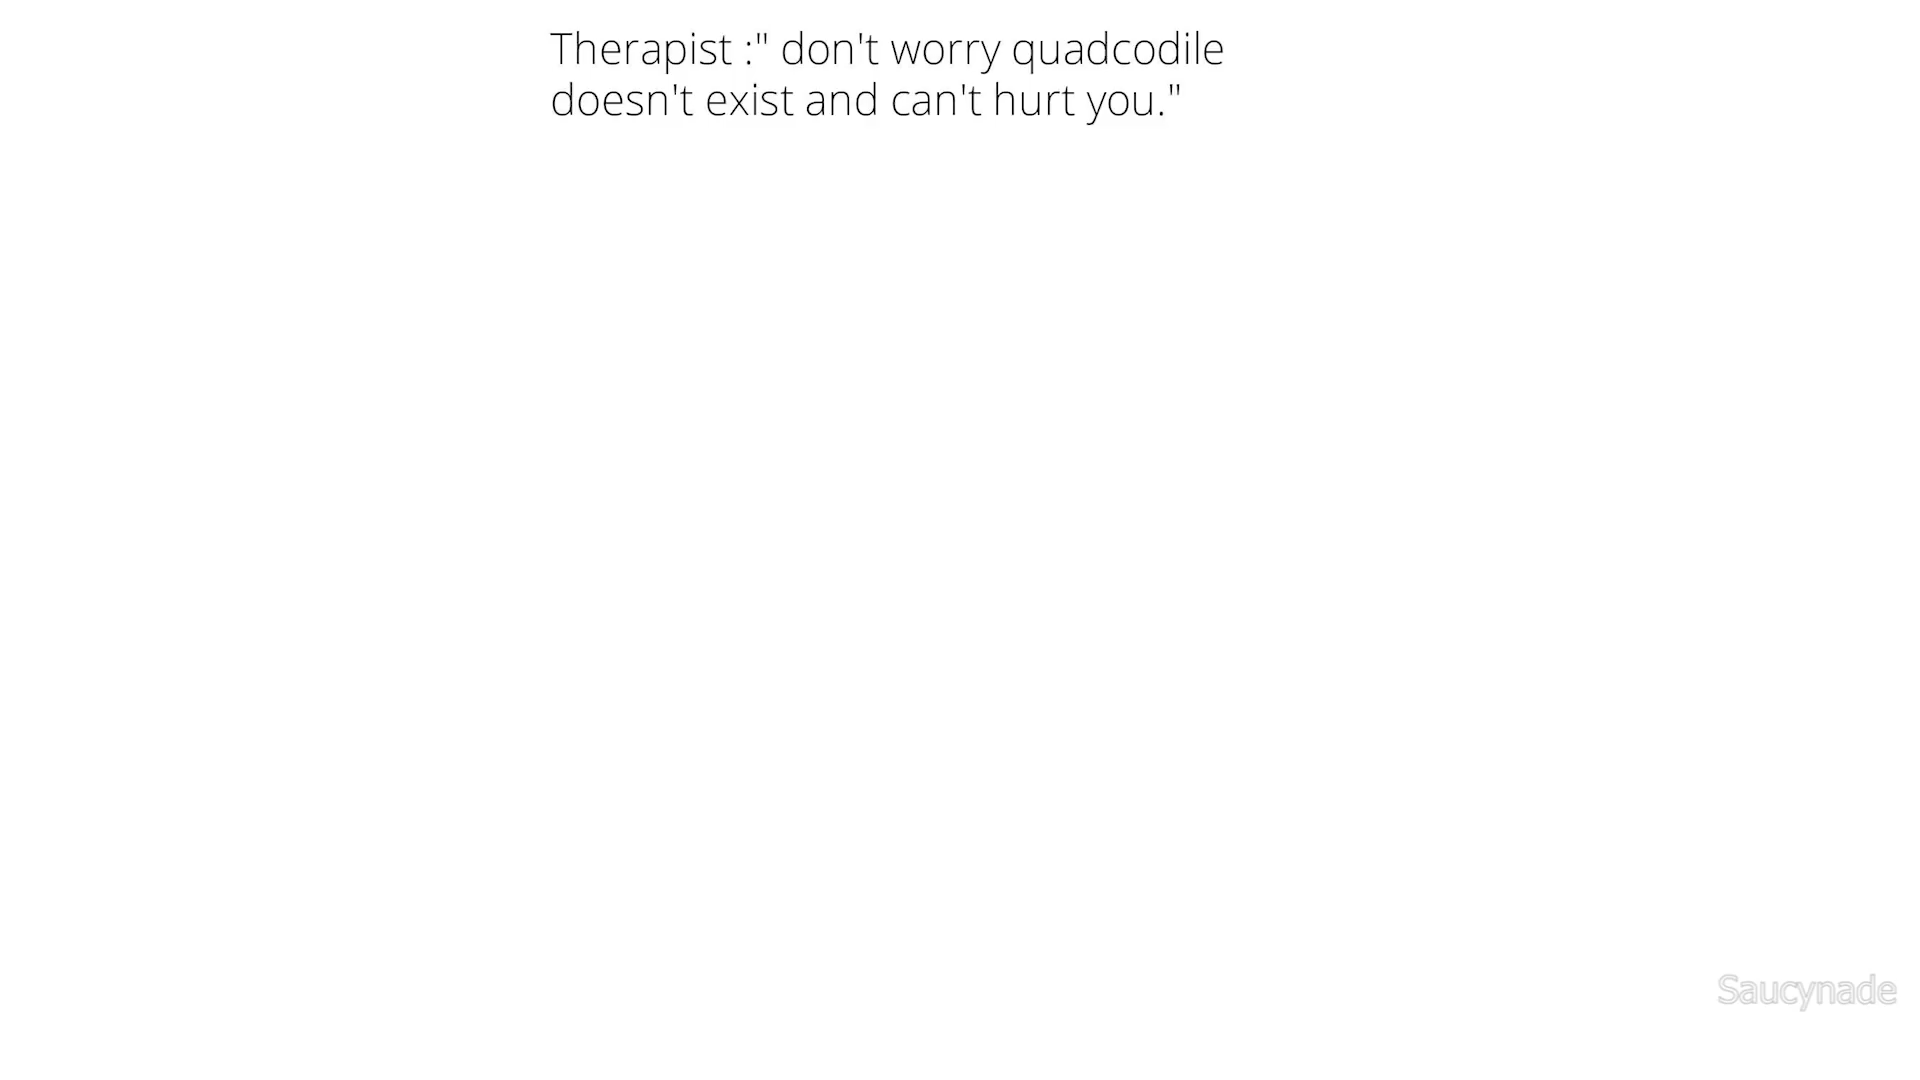 Therapist :" don't worry quadcodile
doesn't exist and can't hurt you."
Saucynade